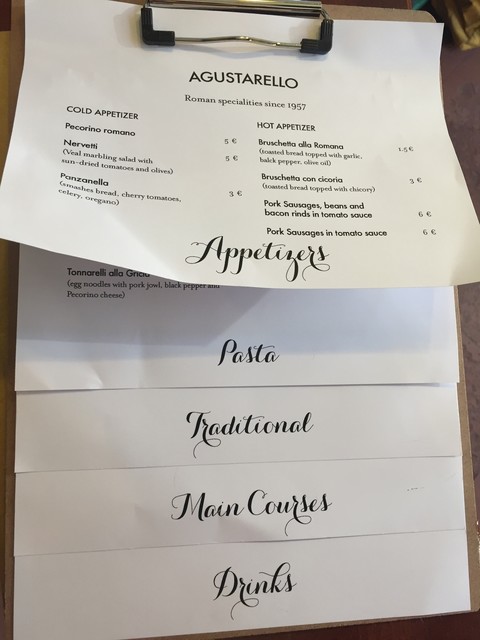 AGUSTARELLO
Roman specialities since 1957
COLD APPETIZER
Pecorino romano 5 €
Nervetti 5 €
(Veal marbling salad with
sun-dried tomatoes and olives)
Panzanella 3 €
(smashes bread, cherry tomatoes,
celery, oregano)
HOT APPETIZER
Bruschetta alla Romana 1.5 €
(toasted bread topped with garlic,
balck pepper, olive oil)
Bruschetta con cicoria 3 €
(toasted bread topped with chicory)
Pork Sausages, beans and
bacon rinds in tomato sauce 6 €
Pork Sausages in tomato sauce 6 €
Appetizers
Tonnarelli alla Gricia
(egg noodles with pork jowl, black pepper and
Pecorino cheese)
Pasta
Traditional
Main Courses
Drinks